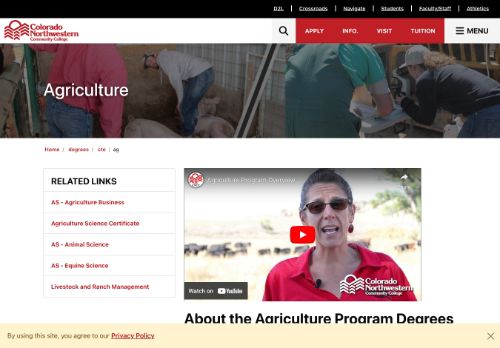 D2L Crossroads Navigate Students Faculty/Staff Athletics
Colorado
Northwestern
Community College
APPLY INFO. VISIT TUITION MENU
Agriculture
Home / degrees / cte / ag
RELATED LINKS
AS - Agriculture Business
Agriculture Science Certificate
AS - Animal Science
AS - Equine Science
Livestock and Ranch Management
Agriculture Program Overview
Watch on YouTube
Colorado
Northwestern
Community College
About the Agriculture Program Degrees
By using this site, you agree to our Privacy Policy